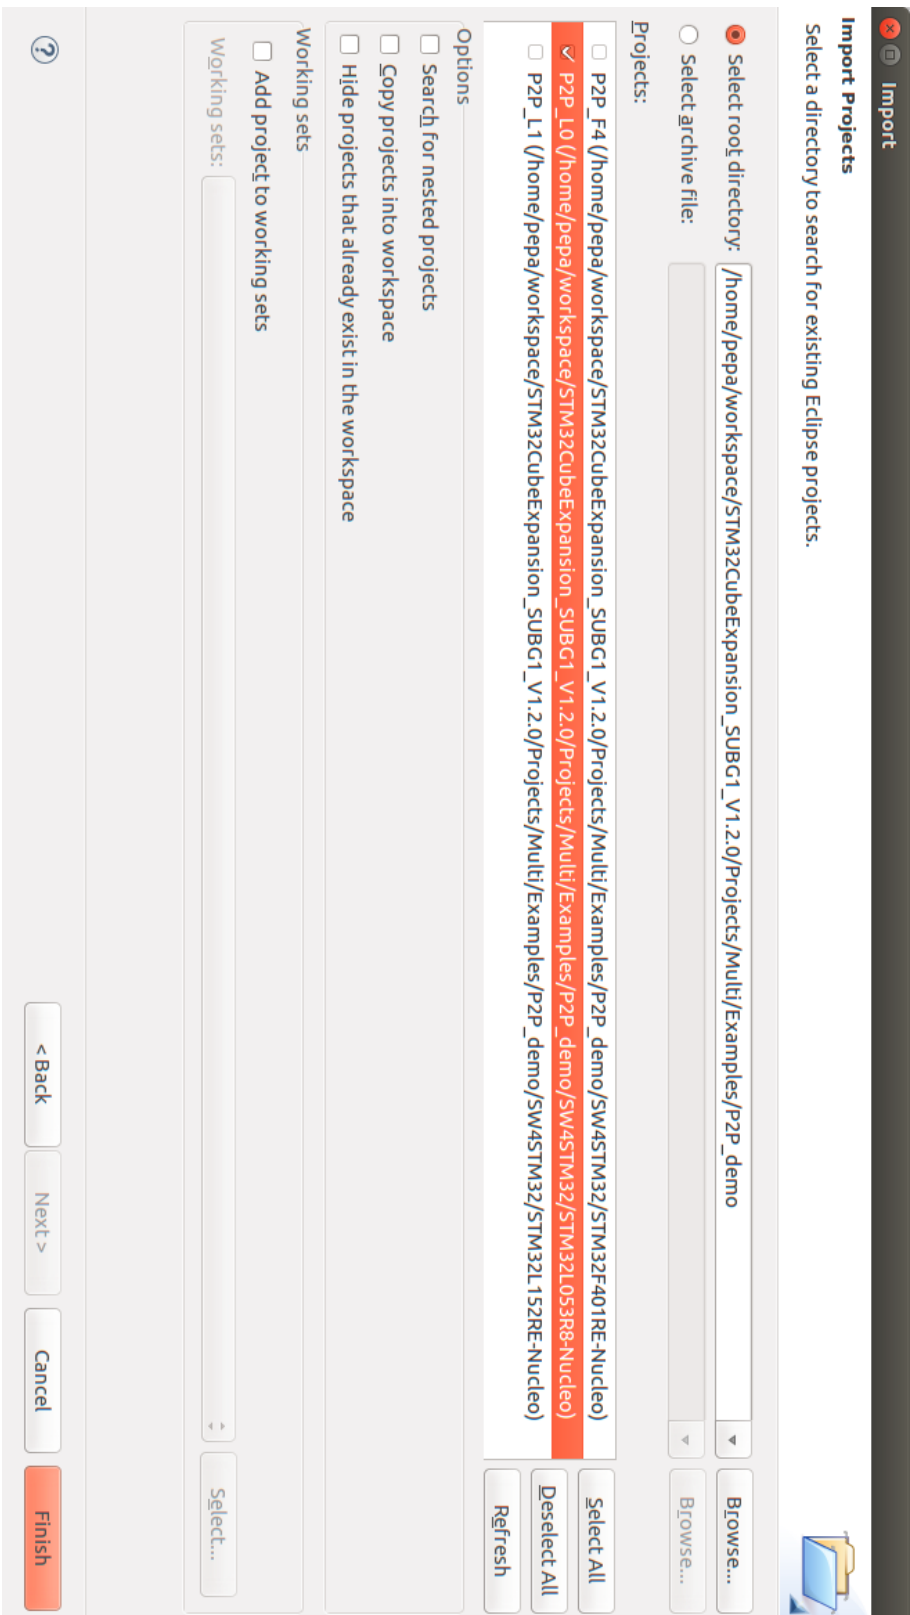 Import
Import Projects
Select a directory to search for existing Eclipse projects.
Select root directory: /home/pepa/workspace/STM32CubeExpansion_SUBG1_V1.2.0/Projects/Multi/Examples/P2P_demo Browse...
Select archive file: Browse...
Projects:
P2P_F4 (/home/pepa/workspace/STM32CubeExpansion_SUBG1_V1.2.0/Projects/Multi/Examples/P2P_demo/SW4STM32/STM32F401RE-Nucleo) Select All
P2P_L0 (/home/pepa/workspace/STM32CubeExpansion_SUBG1_V1.2.0/Projects/Multi/Examples/P2P_demo/SW4STM32/STM32L053R8-Nucleo) Deselect All
P2P_L1 (/home/pepa/workspace/STM32CubeExpansion_SUBG1_V1.2.0/Projects/Multi/Examples/P2P_demo/SW4STM32/STM32L152RE-Nucleo)
Refresh
Options
Search for nested projects
Copy projects into workspace
Hide projects that already exist in the workspace
Working sets
Add project to working sets
Working sets: Select...
? < Back Next > Cancel Finish